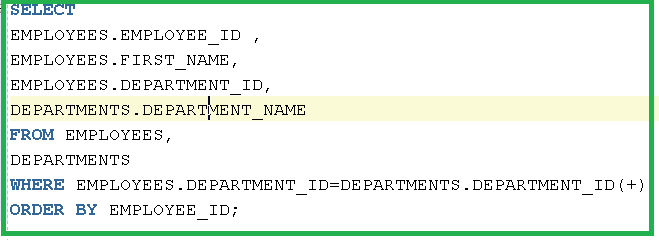 SELECT
EMPLOYEES.EMPLOYEE_ID ,
EMPLOYEES.FIRST_NAME,
EMPLOYEES.DEPARTMENT_ID,
DEPARTMENTS.DEPARTMENT_NAME
FROM EMPLOYEES,
DEPARTMENTS
WHERE EMPLOYEES.DEPARTMENT_ID=DEPARTMENTS.DEPARTMENT_ID(+)
ORDER BY EMPLOYEE_ID;